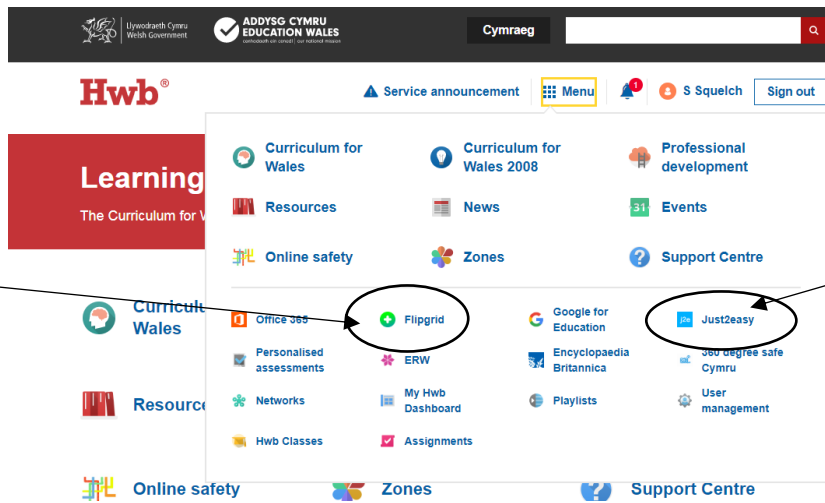 Llywodraeth Cymru
Welsh Government
ADDYSG CYMRU
EDUCATION WALES
Cymraeg
Hwb®
Service announcement
Menu
1
S
S Squelch
Sign out
Learning
The Curriculum for W
Curriculum for
Wales
Curriculum for
Wales 2008
Professional
development
Resources
News
31
Events
Online safety
Zones
Support Centre
Office 365
Flipgrid
Google for
Education
j2e
Just2easy
Personalised
assessments
ERW
Encyclopaedia
Britannica
360 degree safe
Cymru
Networks
My Hwb
Dashboard
Playlists
User
management
Hwb Classes
Assignments
Curriculu
Wales
Resource
Online safety
Zones
Support Centre